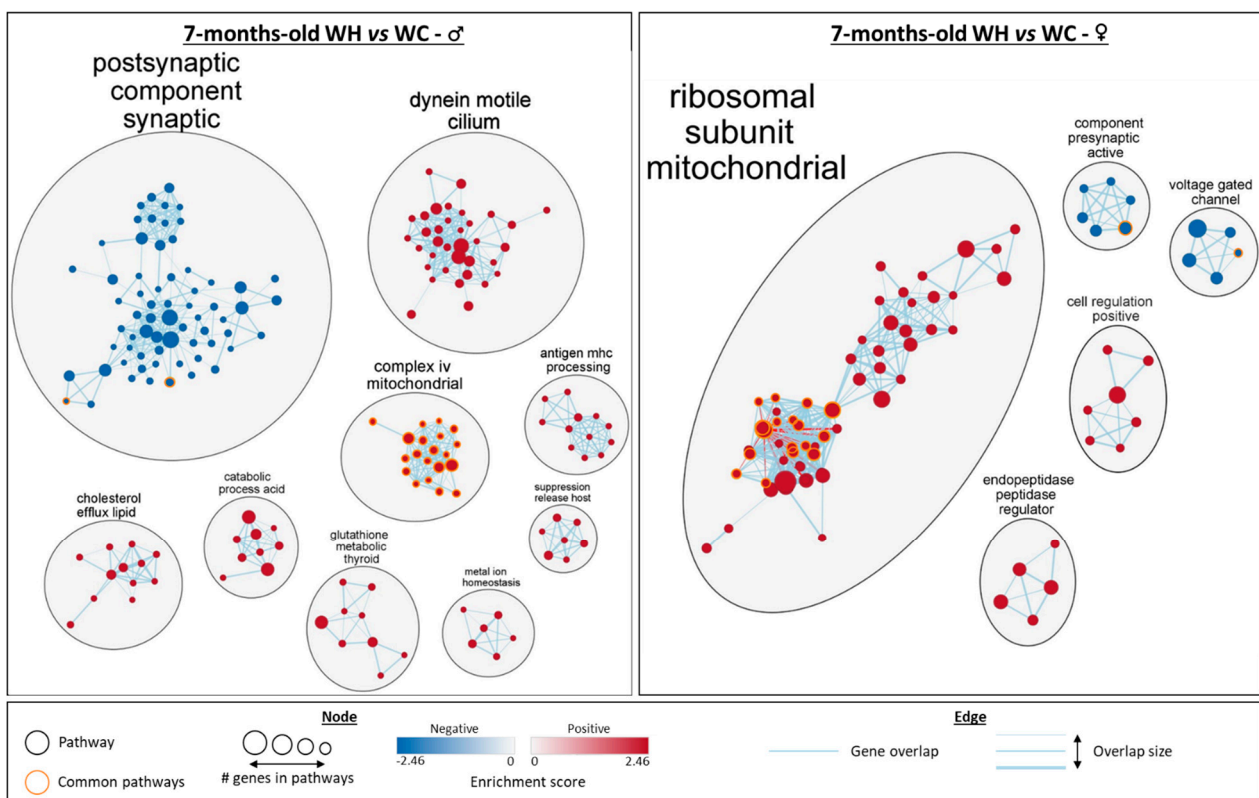 7-months-old WH vs WC - ♂
postsynaptic
component
synaptic
dynein motile
cilium
complex iv
mitochondrial
antigen mhc
processing
cholesterol
efflux lipid
catabolic
process acid
glutathione
metabolic
thyroid
suppression
release host
metal ion
homeostasis
7-months-old WH vs WC - ♀
ribosomal
subunit
mitochondrial
component
presynaptic
active
voltage gated
channel
cell regulation
positive
endopeptidase
peptidase
regulator
Node
Pathway
Common pathways
# genes in pathways
Negative
Positive
-2.46
0
0
2.46
Enrichment score
Edge
Gene overlap
Overlap size